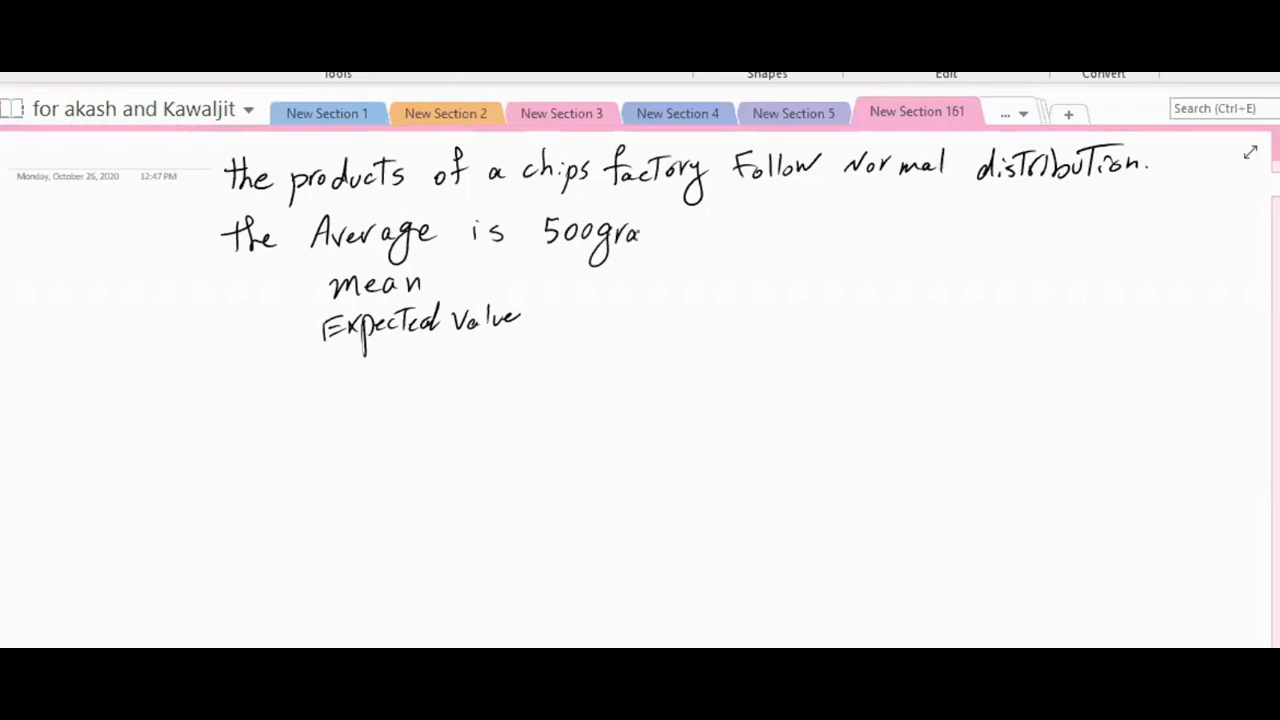 Tools Shapes Edit Convert
for akash and Kawaljit New Section 1 New Section 2 New Section 3 New Section 4 New Section 5 New Section 161 ... + Search (Ctrl+E)
Monday, October 26, 2020 12:47 PM
the products of a chips factory Follow Normal distribution.
the Average is 500gra
mean
Expected value